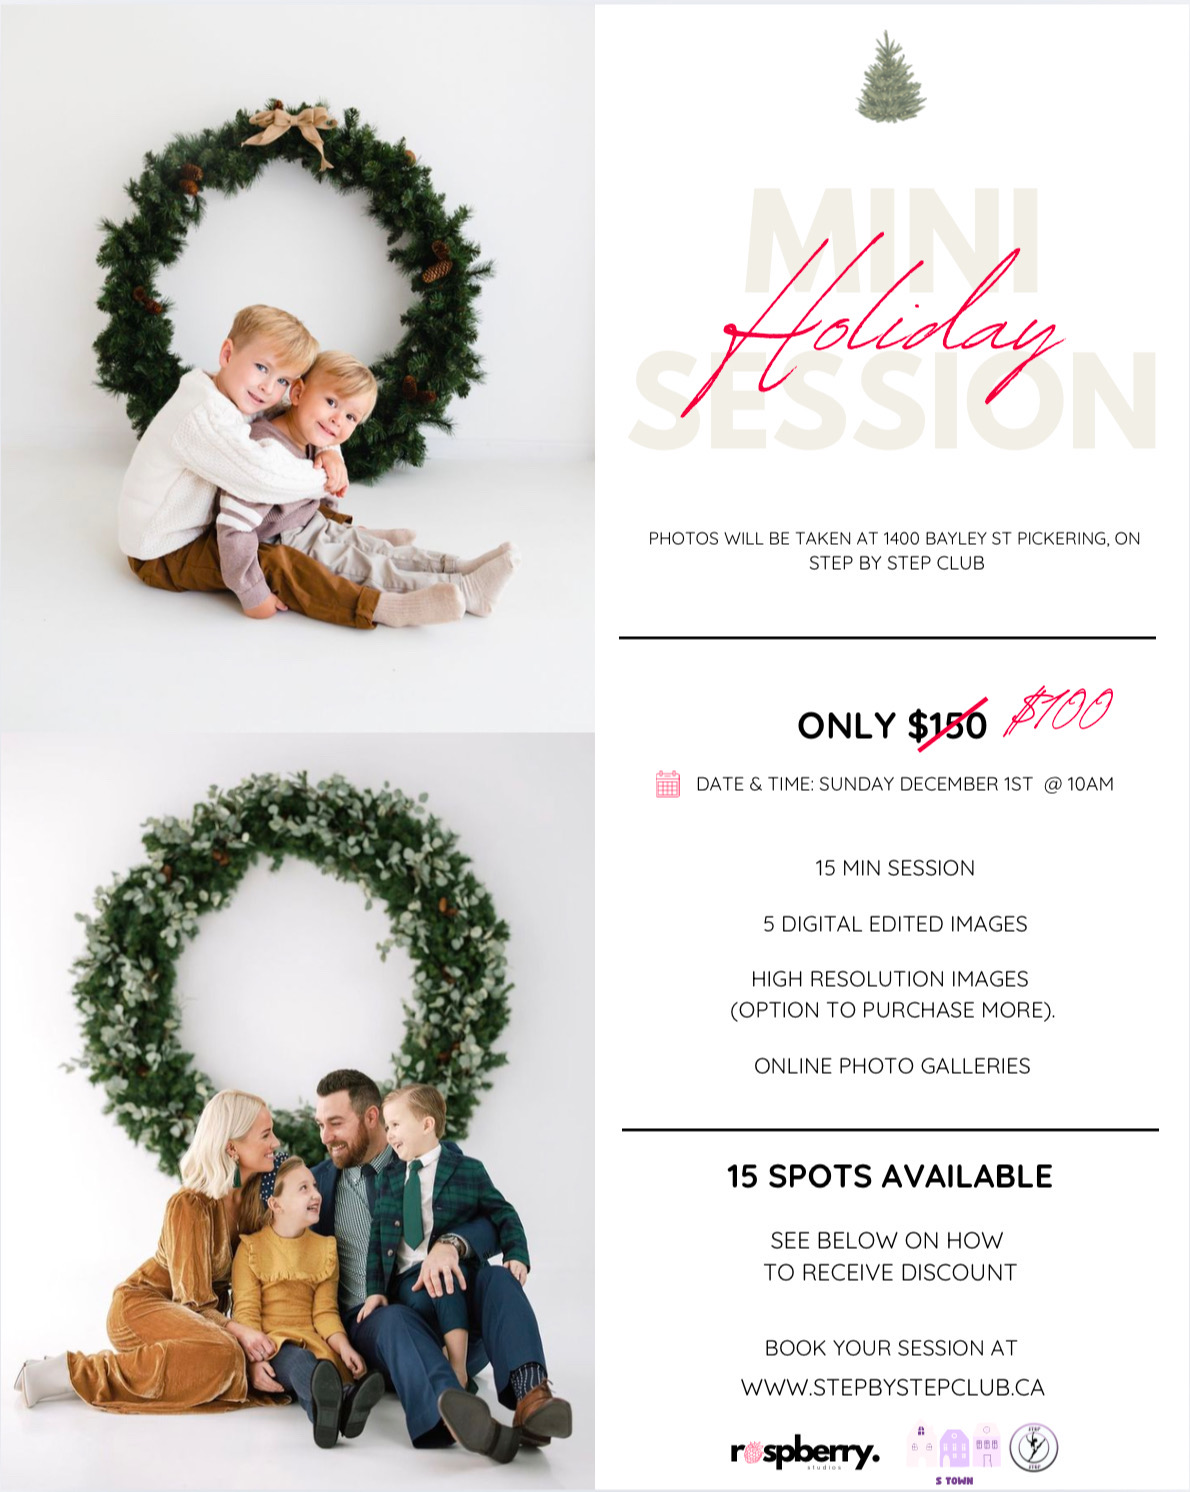 MINI
Holiday
SESSION
PHOTOS WILL BE TAKEN AT 1400 BAYLEY ST PICKERING, ON
STEP BY STEP CLUB
ONLY $150 $100
DATE & TIME: SUNDAY DECEMBER 1ST @ 10AM
15 MIN SESSION
5 DIGITAL EDITED IMAGES
HIGH RESOLUTION IMAGES
(OPTION TO PURCHASE MORE).
ONLINE PHOTO GALLERIES
15 SPOTS AVAILABLE
SEE BELOW ON HOW
TO RECEIVE DISCOUNT
BOOK YOUR SESSION AT
WWW.STEPBYSTEPCLUB.CA
raspberry.
studios
S TOWN
STEP
STEP